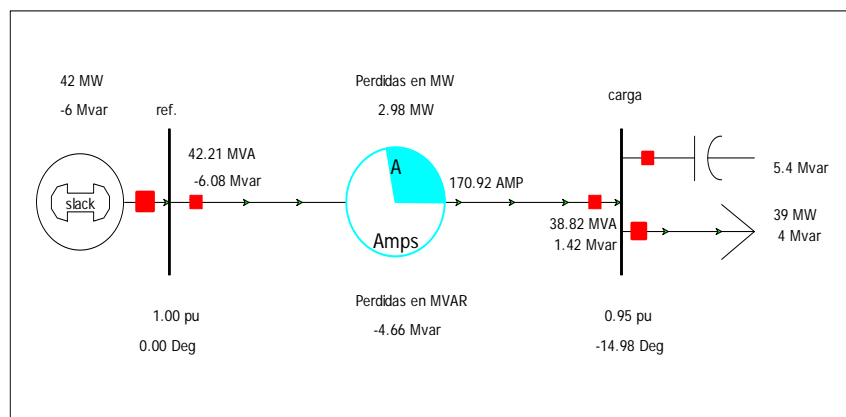 42 MW
-6 Mvar
slack
ref.
42.21 MVA
-6.08 Mvar
1.00 pu
0.00 Deg
Perdidas en MW
2.98 MW
A
Amps
170.92 AMP
Perdidas en MVAR
-4.66 Mvar
carga
38.82 MVA
1.42 Mvar
5.4 Mvar
39 MW
4 Mvar
0.95 pu
-14.98 Deg